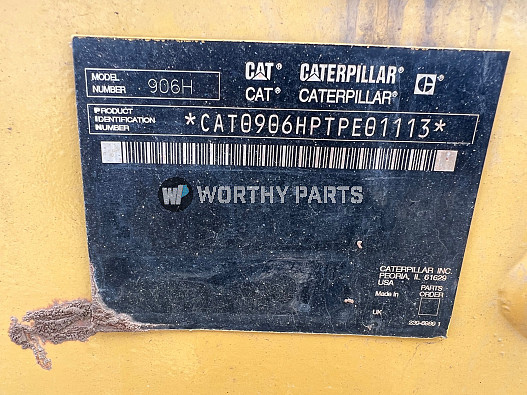 MODEL NUMBER 906H
CAT CATERPILLAR C
CAT® CATERPILLAR®
PRODUCT IDENTIFICATION NUMBER *CAT0906HPTPE01113*
WP WORTHY PARTS
CATERPILLAR INC.
PEORIA, IL 61629
USA
Made in PARTS ORDER
UK